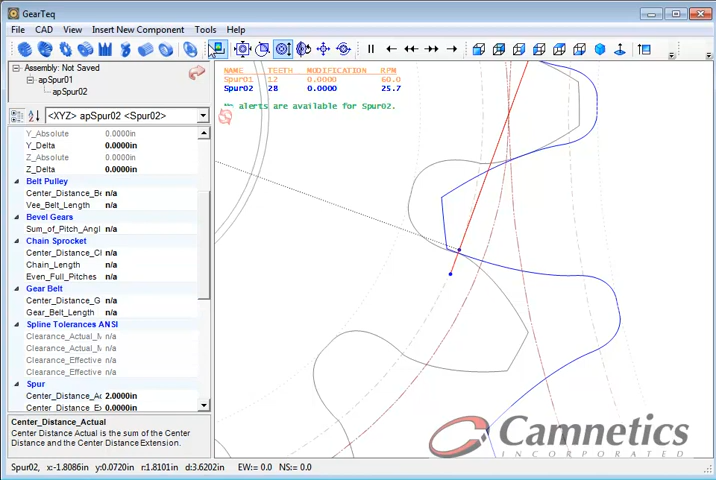 GearTeq
File CAD View Insert New Component Tools Help
Assembly: Not Saved
apSpur01
apSpur02
<XYZ> apSpur02 <Spur02>
Y_Absolute 0.0000in
Y_Delta 0.0000in
Z_Absolute 0.0000in
Z_Delta 0.0000in
Belt Pulley
Center_Distance_Be n/a
Vee_Belt_Length n/a
Bevel Gears
Sum_of_Pitch_Angl n/a
Chain Sprocket
Center_Distance_C n/a
Chain_Length n/a
Even_Full_Pitches n/a
Gear Belt
Center_Distance_G n/a
Gear_Belt_Length n/a
Spline Tolerances ANSI
Clearance_Actual_M n/a
Clearance_Actual_M n/a
Clearance_Effective n/a
Clearance_Effective n/a
Spur
Center_Distance_Ac 2.0000in
Center_Distance_Ex 0.0000in
Center_Distance_Actual
Center Distance Actual is the sum of the Center
Distance and the Center Distance Extension.
NAME TEETH MODIFICATION RPM
Spur01 12 0.0000 60.0
Spur02 28 0.0000 25.7
No alerts are available for Spur02.
Camnetics
INCORPORATED
Spur02, x:-1.8086in y:0.0720in r:1.8101in d:3.6202in EW:= 0.0 NS:= 0.0